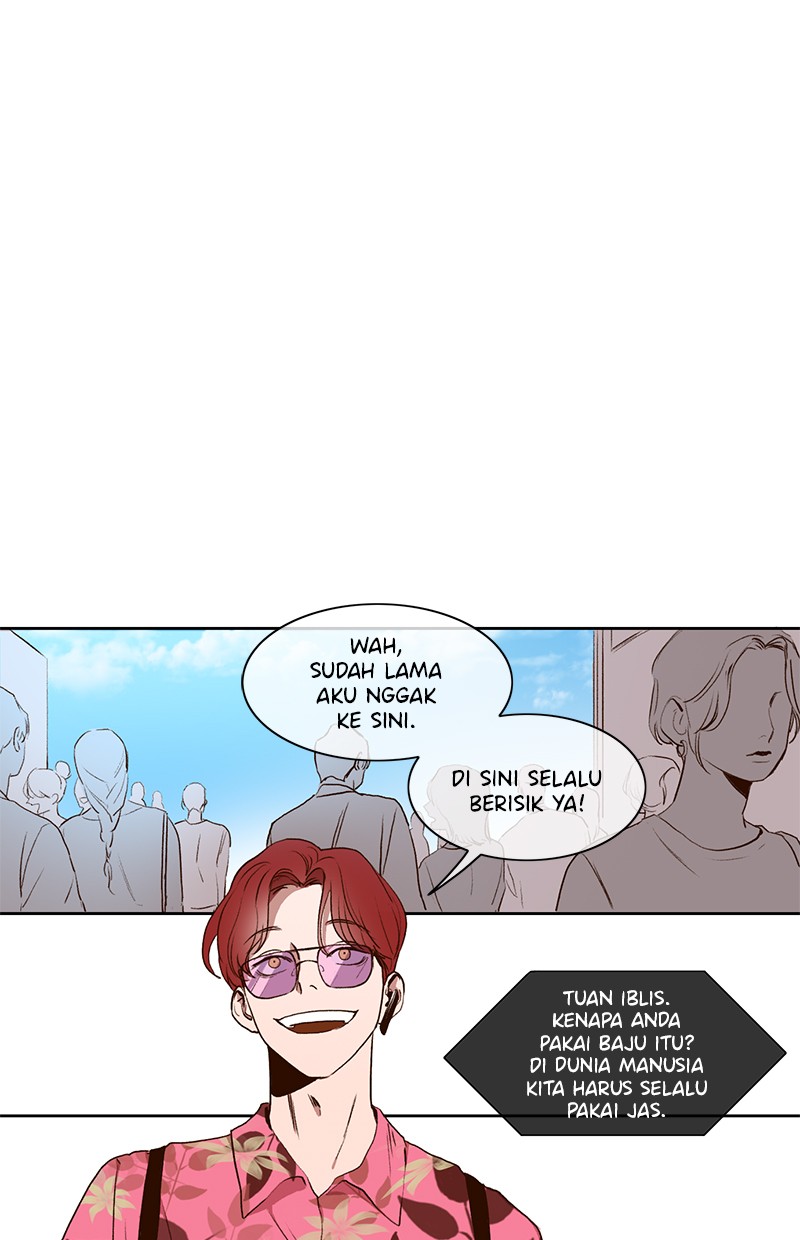 WAH,
SUDAH LAMA
AKU NGGAK
KE SINI.
DI SINI SELALU
BERISIK YA!
TUAN IBLIS.
KENAPA ANDA
PAKAI BAJU ITU?
DI DUNIA MANUSIA
KITA HARUS SELALU
PAKAI JAS.